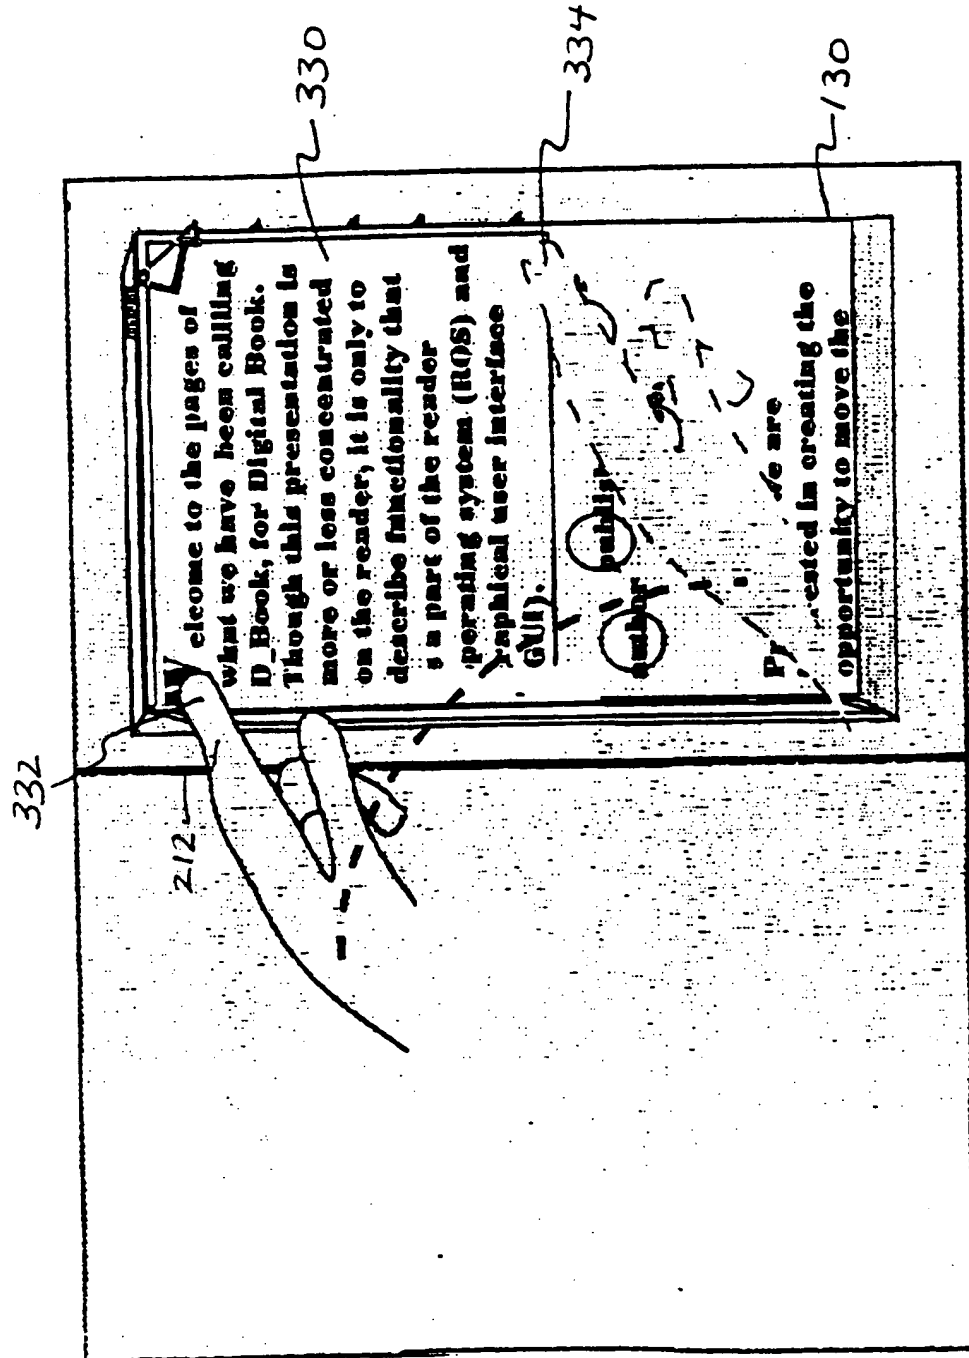 332
212
330
334
130
elcome to the pages of
what we have been callling
D_Book, for Digital Book.
Though this presentation is
more or less concentrated
on the reader, it is only to
describe functionality that
s a part of the reader
perating system (ROS) and
raphical user interface
GUI).
author
We are
ested in creating the
opportunity to move the